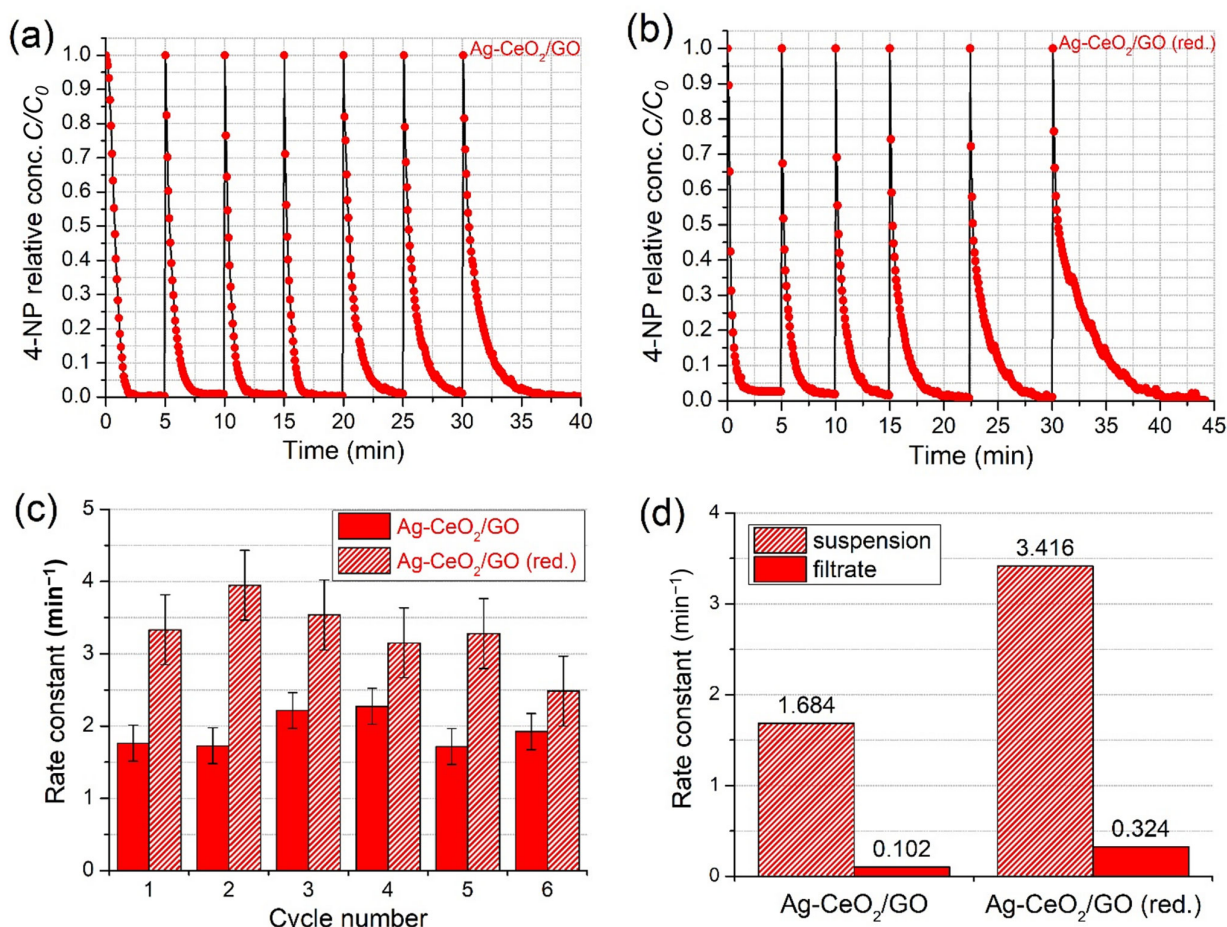 (a)
Ag-CeO₂/GO
4-NP relative conc. C/C₀
1.0
0.9
0.8
0.7
0.6
0.5
0.4
0.3
0.2
0.1
0.0
0 5 10 15 20 25 30 35 40
Time (min)
(b)
Ag-CeO₂/GO (red.)
4-NP relative conc. C/C₀
1.0
0.9
0.8
0.7
0.6
0.5
0.4
0.3
0.2
0.1
0.0
0 5 10 15 20 25 30 35 40 45
Time (min)
(c)
Ag-CeO₂/GO
Ag-CeO₂/GO (red.)
Rate constant (min⁻¹)
5
4
3
2
1
0
1 2 3 4 5 6
Cycle number
(d)
suspension
filtrate
Rate constant (min⁻¹)
4
3
2
1
0
1.684
0.102
3.416
0.324
Ag-CeO₂/GO Ag-CeO₂/GO (red.)